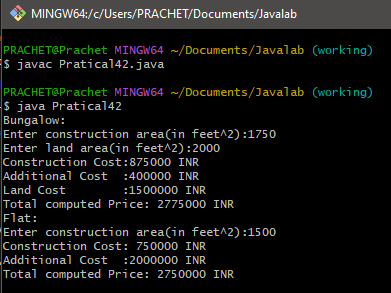 MINGW64:/c/Users/PRACHET/Documents/Javalab
PRACHET@Prachet MINGW64 ~/Documents/Javalab (working)
$ javac Pratical42.java
PRACHET@Prachet MINGW64 ~/Documents/Javalab (working)
$ java Pratical42
Bungalow:
Enter construction area(in feet^2):1750
Enter land area(in feet^2):2000
Construction Cost:875000 INR
Additional Cost  :400000 INR
Land Cost        :1500000 INR
Total computed Price: 2775000 INR
Flat:
Enter construction area(in feet^2):1500
Construction Cost: 750000 INR
Additional Cost  :2000000 INR
Total computed Price: 2750000 INR